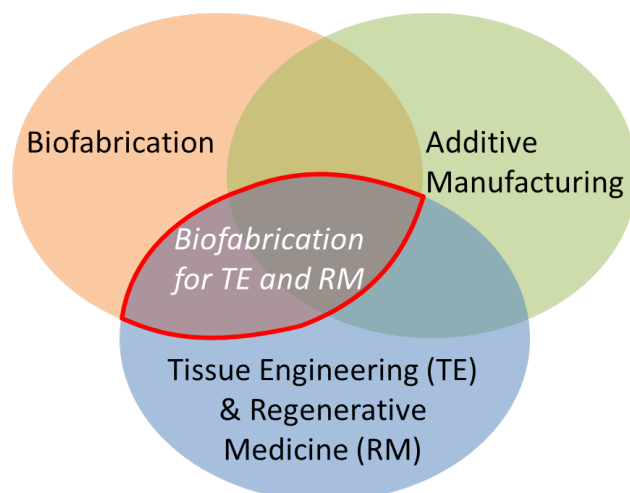 Biofabrication
Additive
Manufacturing
Biofabrication
for TE and RM
Tissue Engineering (TE)
& Regenerative
Medicine (RM)